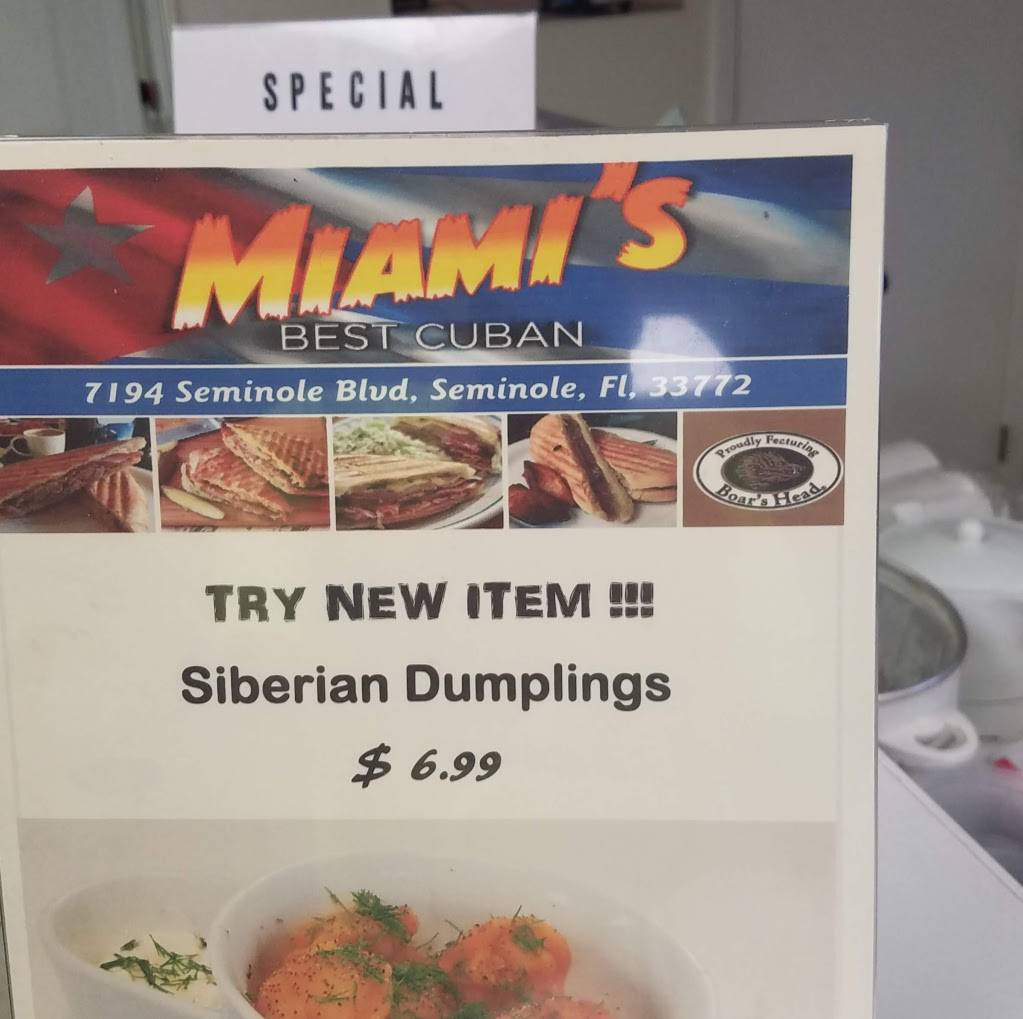 SPECIAL
MIAMI'S
BEST CUBAN
7194 Seminole Blvd, Seminole, Fl, 33772
Proudly Fecturing
Boar's Head
TRY NEW ITEM !!!
Siberian Dumplings
$ 6.99